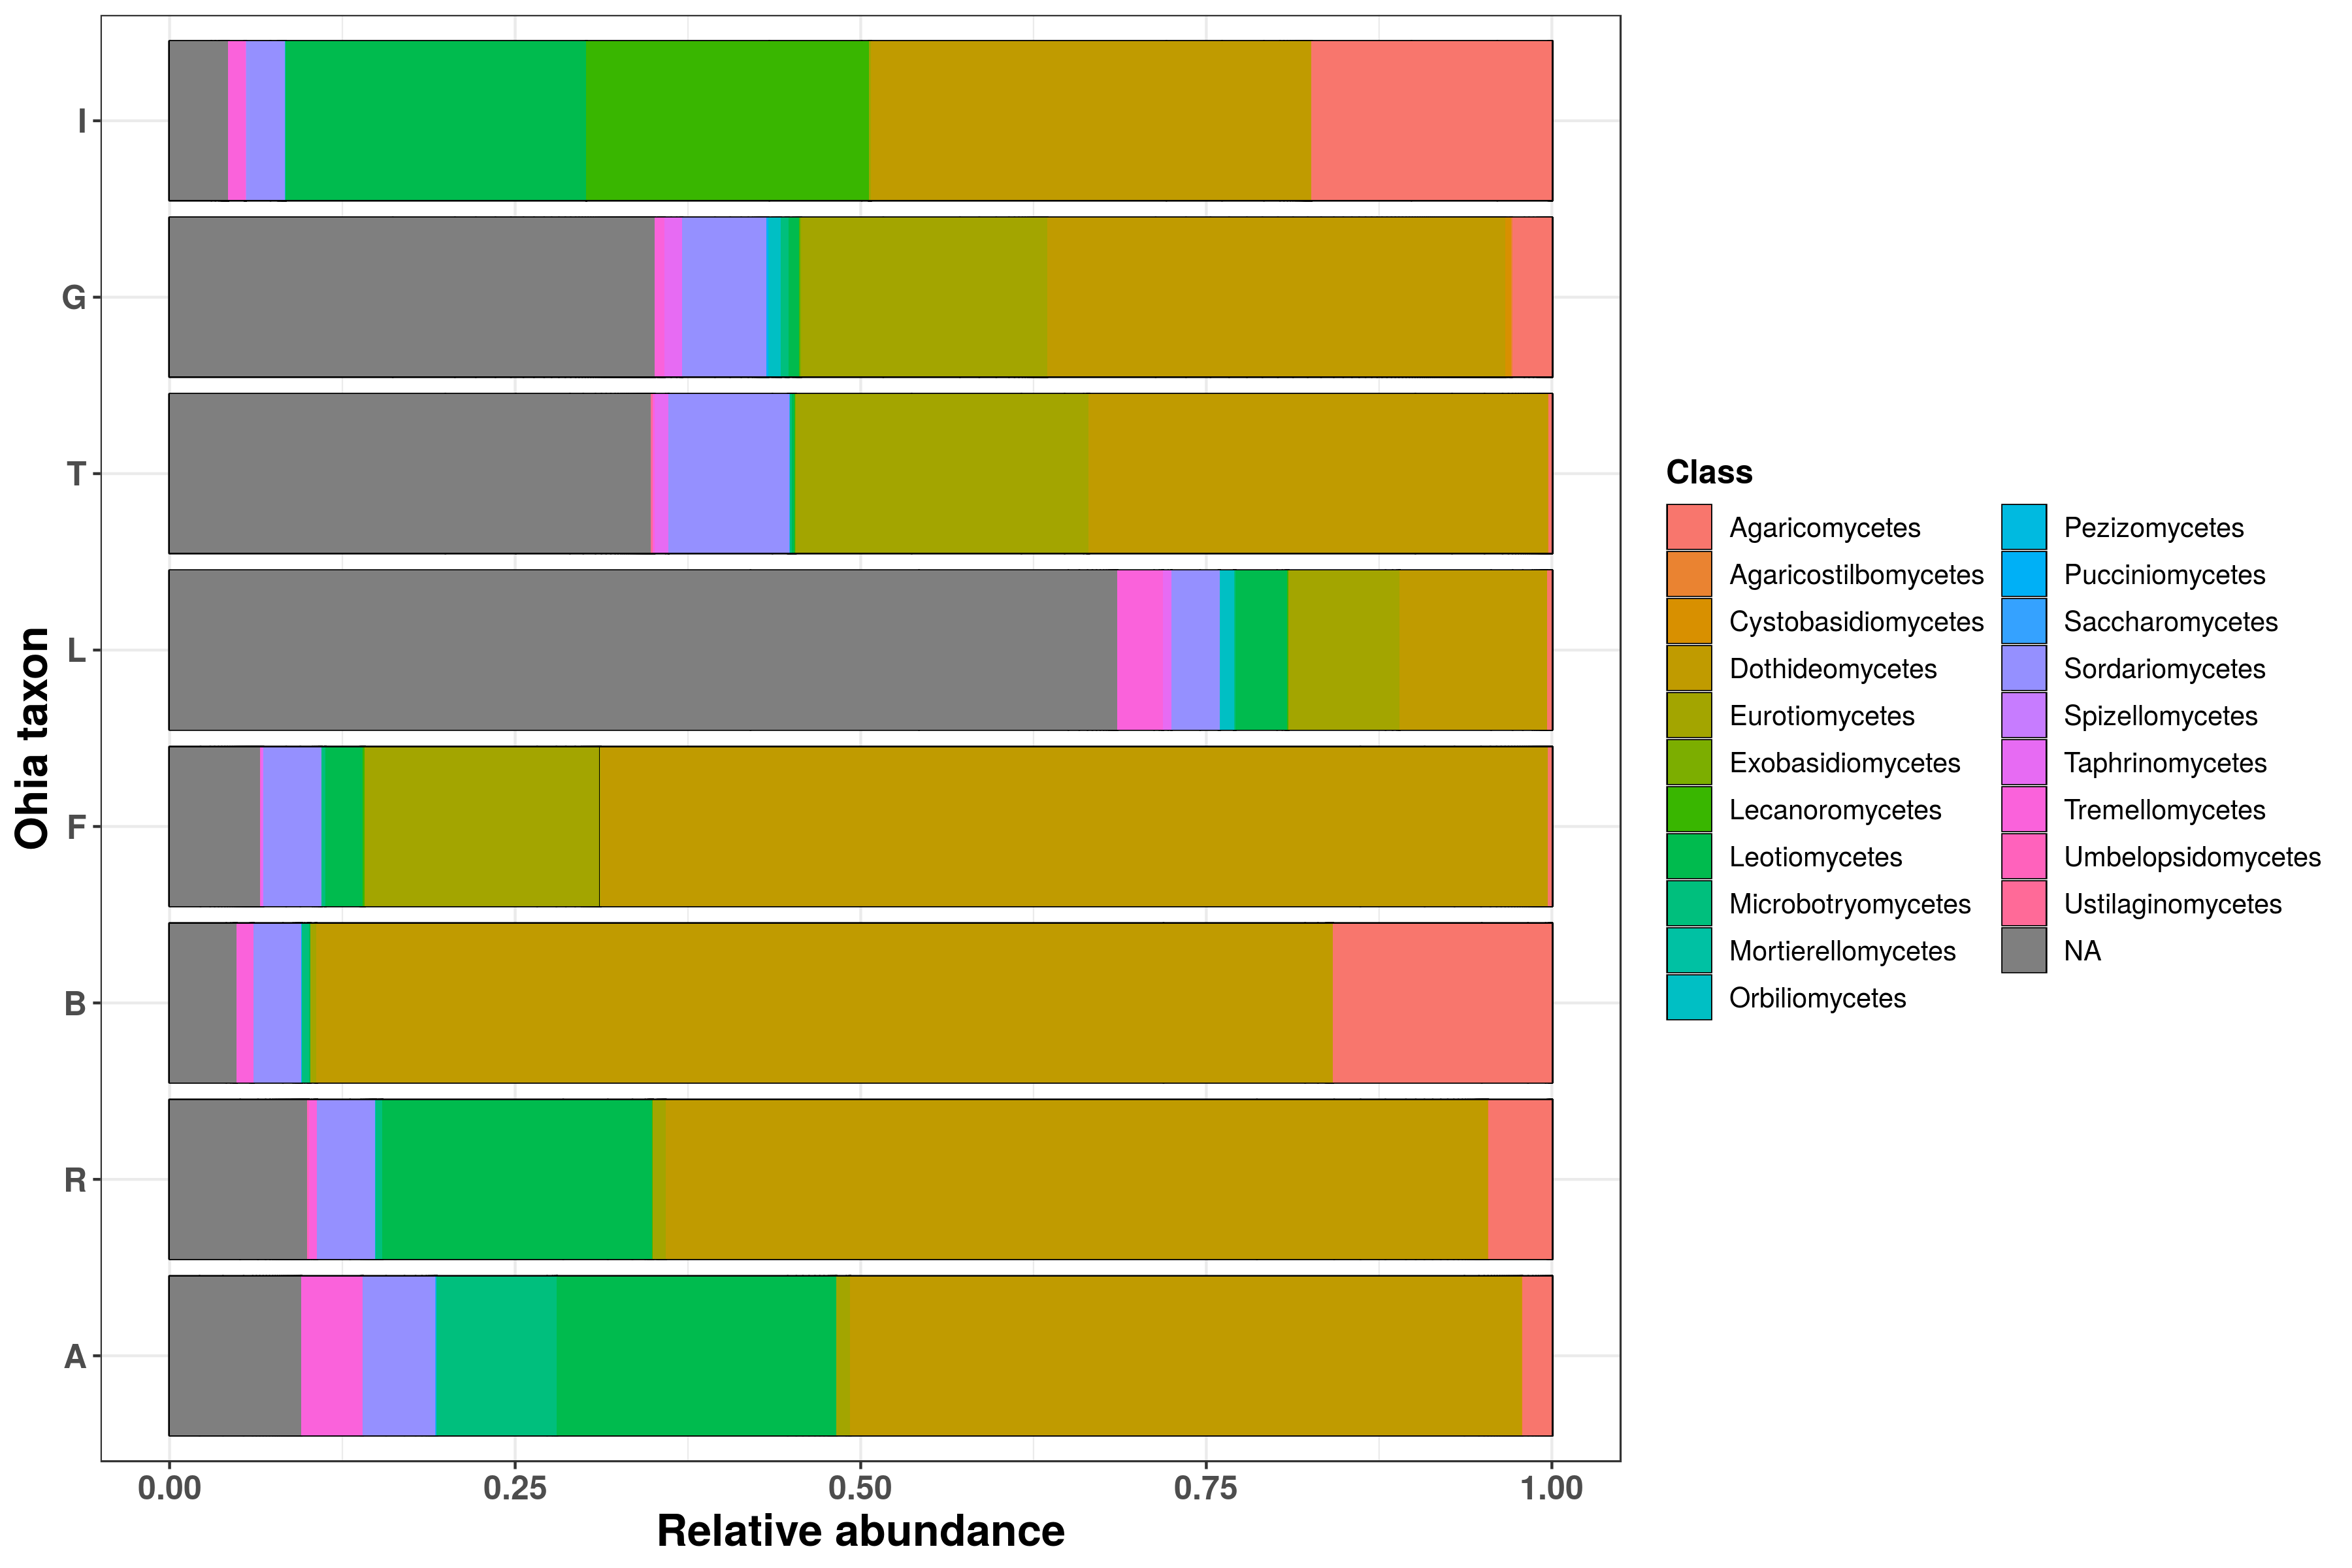 I
G
T
L
F
B
R
A
Ohia taxon
0.00 0.25 0.50 0.75 1.00
Relative abundance
Class
Agaricomycetes
Agaricostilbomycetes
Cystobasidiomycetes
Dothideomycetes
Eurotiomycetes
Exobasidiomycetes
Lecanoromycetes
Leotiomycetes
Microbotryomycetes
Mortierellomycetes
Orbiliomycetes
Pezizomycetes
Pucciniomycetes
Saccharomycetes
Sordariomycetes
Spizellomycetes
Taphrinomycetes
Tremellomycetes
Umbelopsidomycetes
Ustilaginomycetes
NA